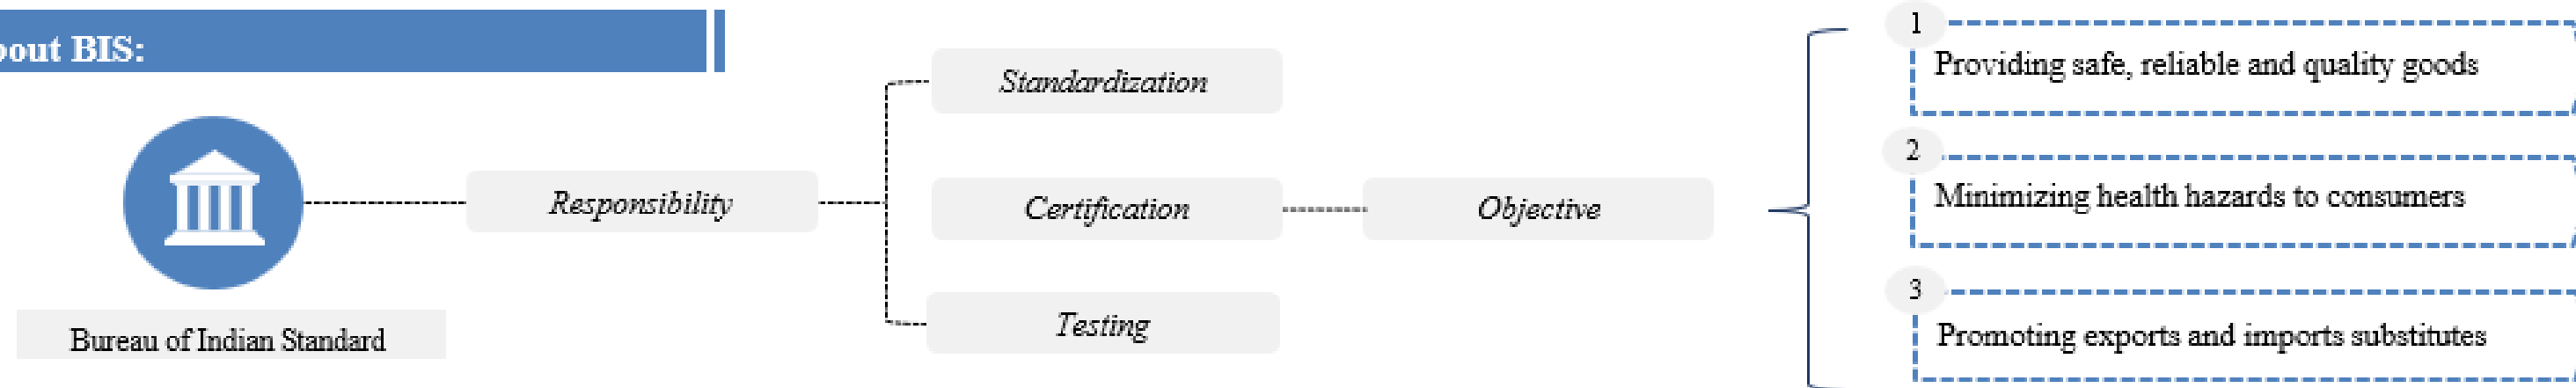 bout BIS:
Bureau of Indian Standard
Responsibility
Standardization
Certification
Testing
Objective
1
Providing safe, reliable and quality goods
2
Minimizing health hazards to consumers
3
Promoting exports and imports substitutes